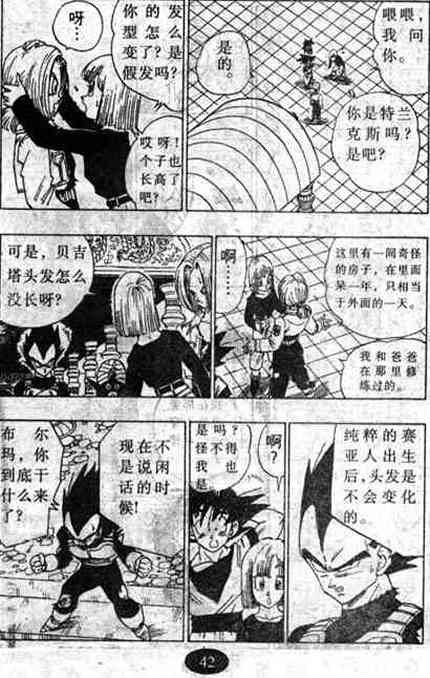 喂喂，
我问
你。
你是特兰
克斯吗？
是吧？
是的。
你的发
型怎么
变了？是
假发吗？
呀…
哎呀！
个子也
长高了
吧？
这里有一间奇怪
的房子，在里面
呆一年，只相当
于外面的一天。
我和爸爸
在那里修
炼过的。
啊……
可是，贝吉
塔头发怎么
没长呀？
纯粹的赛
亚人出生
后，头发是
不会变化
的。
啊？
是吗？
怪不得
我也
是
现在不
是说闲
话的时
候！
布尔
玛，你
到底干
什么来
了？
42